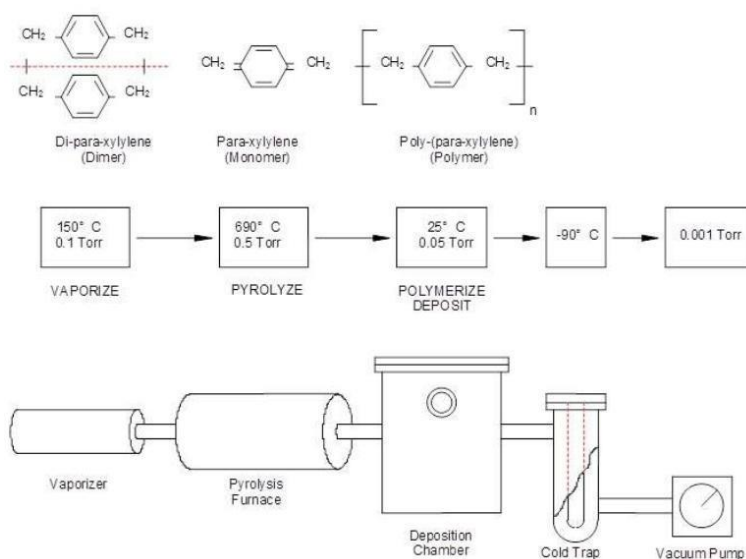 CH2 CH2
CH2 CH2
Di-para-xylylene
(Dimer)
CH2 CH2
Para-xylylene
(Monomer)
CH2 CH2
n
Poly-(para-xylylene)
(Polymer)
150° C
0.1 Torr
VAPORIZE
690° C
0.5 Torr
PYROLYZE
25° C
0.05 Torr
POLYMERIZE
DEPOSIT
-90° C
0.001 Torr
Vaporizer
Pyrolysis
Furnace
Deposition
Chamber
Cold Trap
Vacuum Pump